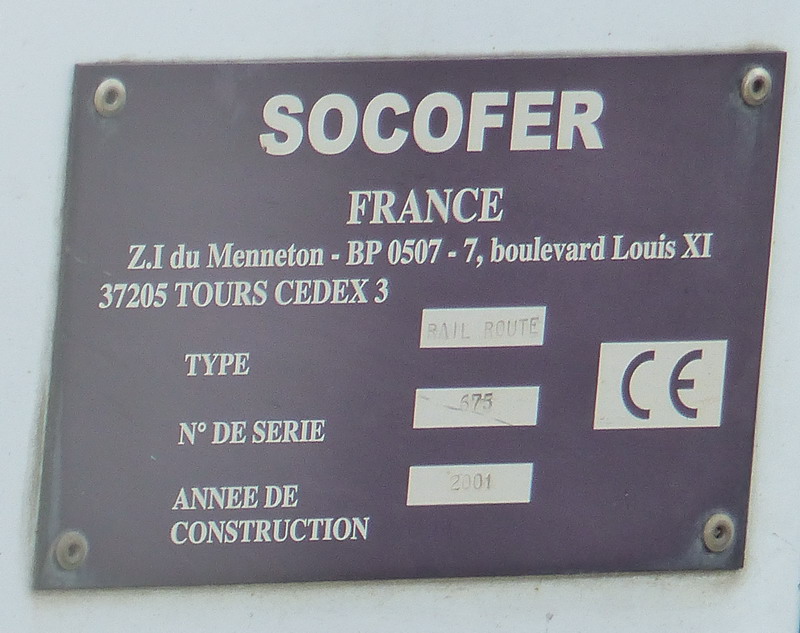 SOCOFER
FRANCE
Z.I du Menneton - BP 0507 - 7, boulevard Louis XI
37205 TOURS CEDEX 3
TYPE RAIL ROUTE
N° DE SERIE 675
ANNEE DE
CONSTRUCTION 2001
CE